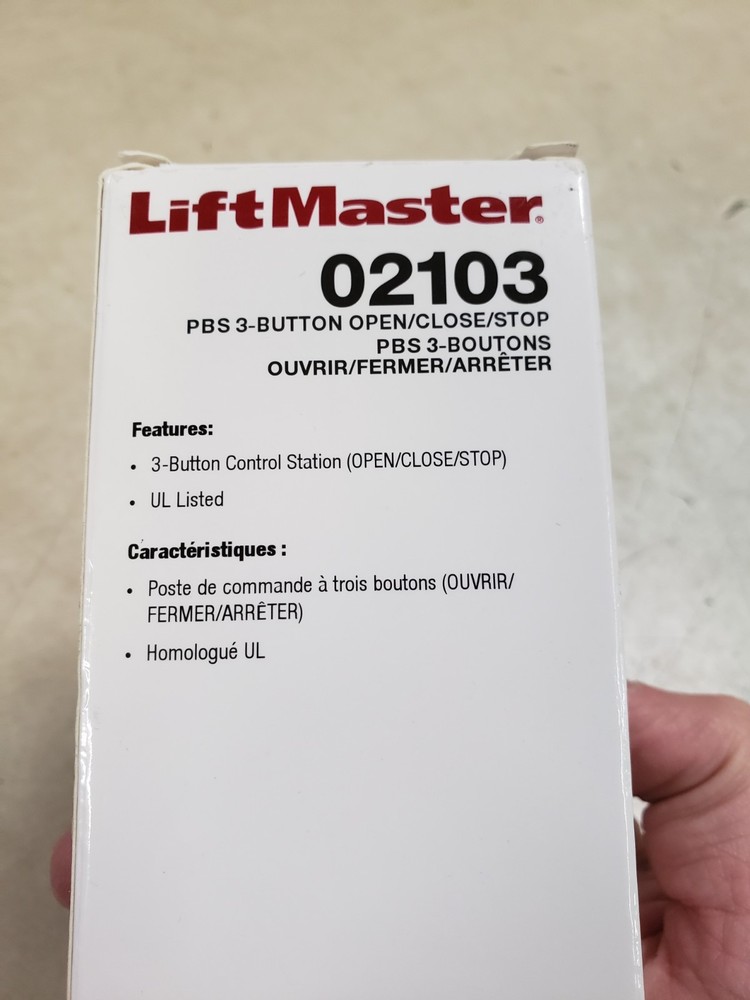 LiftMaster®
02103
PBS 3-BUTTON OPEN/CLOSE/STOP
PBS 3-BOUTONS
OUVRIR/FERMER/ARRÊTER
Features:
• 3-Button Control Station (OPEN/CLOSE/STOP)
• UL Listed
Caractéristiques :
• Poste de commande à trois boutons (OUVRIR/
FERMER/ARRÊTER)
• Homologué UL